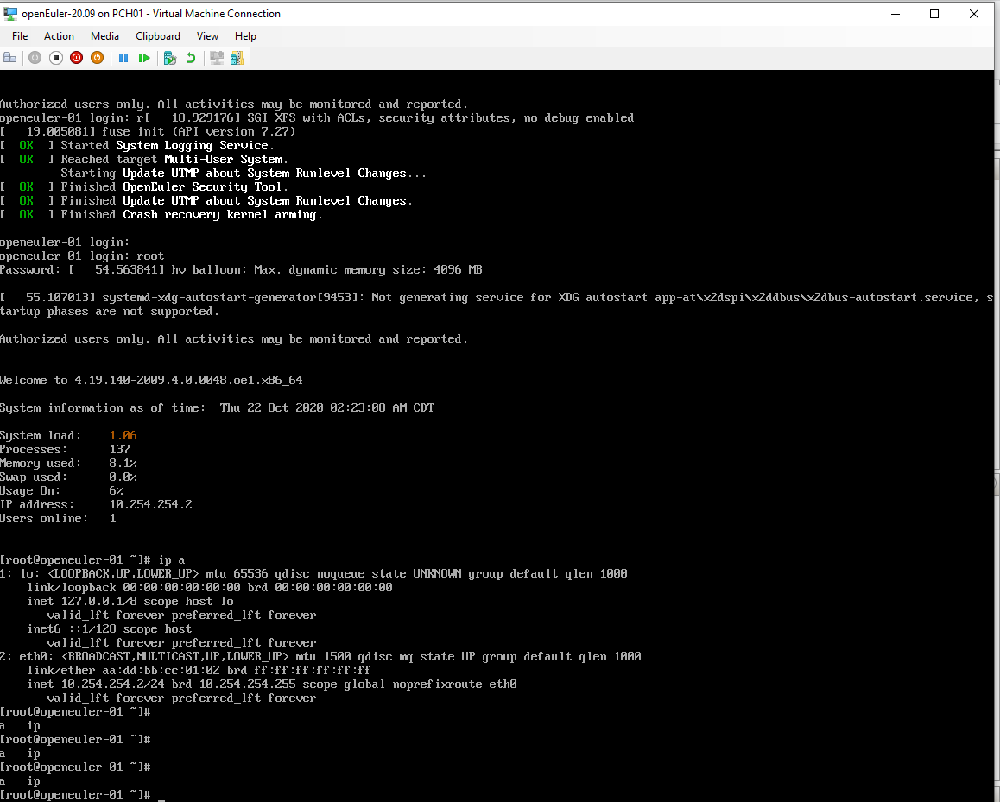 openEuler-20.09 on PCH01 - Virtual Machine Connection
File Action Media Clipboard View Help
Authorized users only. All activities may be monitored and reported.
openeuler-01 login: r[   18.929176] SGI XFS with ACLs, security attributes, no debug enabled
[   19.005081] fuse init (API version 7.27)
[  OK  ] Started System Logging Service.
[  OK  ] Reached target Multi-User System.
         Starting Update UTMP about System Runlevel Changes...
[  OK  ] Finished OpenEuler Security Tool.
[  OK  ] Finished Update UTMP about System Runlevel Changes.
[  OK  ] Finished Crash recovery kernel arming.
openeuler-01 login:
openeuler-01 login: root
Password: [   54.563841] hv_balloon: Max. dynamic memory size: 4096 MB
[   55.107013] systemd-xdg-autostart-generator[9453]: Not generating service for XDG autostart app-at\x2dspi\x2ddbus\x2dbus-autostart.service, s
tartup phases are not supported.
Authorized users only. All activities may be monitored and reported.
Welcome to 4.19.140-2009.4.0.0048.oe1.x86_64
System information as of time:  Thu 22 Oct 2020 02:23:08 AM CDT
System load:    1.06
Processes:      137
Memory used:    8.1%
Swap used:      0.0%
Usage On:       6%
IP address:     10.254.254.2
Users online:   1
[root@openeuler-01 ~]# ip a
1: lo: <LOOPBACK,UP,LOWER_UP> mtu 65536 qdisc noqueue state UNKNOWN group default qlen 1000
    link/loopback 00:00:00:00:00:00 brd 00:00:00:00:00:00
    inet 127.0.0.1/8 scope host lo
       valid_lft forever preferred_lft forever
    inet6 ::1/128 scope host
       valid_lft forever preferred_lft forever
2: eth0: <BROADCAST,MULTICAST,UP,LOWER_UP> mtu 1500 qdisc mq state UP group default qlen 1000
    link/ether aa:dd:bb:cc:01:02 brd ff:ff:ff:ff:ff:ff
    inet 10.254.254.2/24 brd 10.254.254.255 scope global noprefixroute eth0
       valid_lft forever preferred_lft forever
[root@openeuler-01 ~]#
a   ip
[root@openeuler-01 ~]#
a   ip
[root@openeuler-01 ~]#
a   ip
[root@openeuler-01 ~]# _